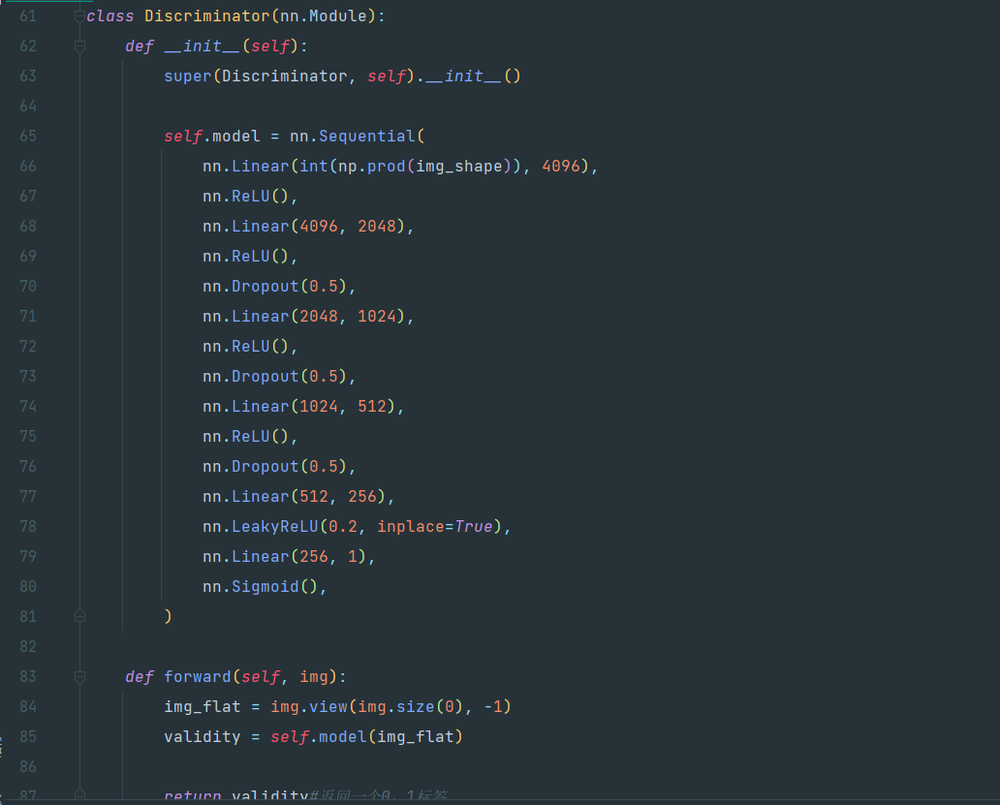 61 class Discriminator(nn.Module):
62 def __init__(self):
63 super(Discriminator, self).__init__()
64
65 self.model = nn.Sequential(
66 nn.Linear(int(np.prod(img_shape)), 4096),
67 nn.ReLU(),
68 nn.Linear(4096, 2048),
69 nn.ReLU(),
70 nn.Dropout(0.5),
71 nn.Linear(2048, 1024),
72 nn.ReLU(),
73 nn.Dropout(0.5),
74 nn.Linear(1024, 512),
75 nn.ReLU(),
76 nn.Dropout(0.5),
77 nn.Linear(512, 256),
78 nn.LeakyReLU(0.2, inplace=True),
79 nn.Linear(256, 1),
80 nn.Sigmoid(),
81 )
82
83 def forward(self, img):
84 img_flat = img.view(img.size(0), -1)
85 validity = self.model(img_flat)
86
87 return validity#返回一个0，1标签